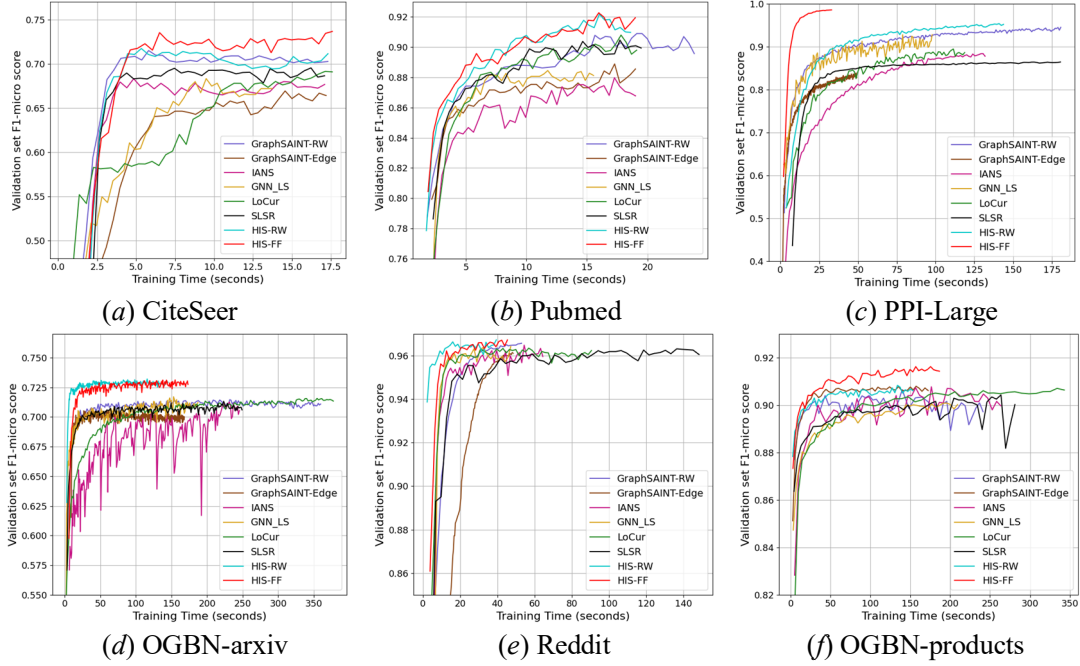 Validation set F1-micro score
0.75
0.70
0.65
0.60
0.55
0.50
GraphSAINT-RW
GraphSAINT-Edge
IANS
GNN_LS
LoCur
SLSR
HIS-RW
HIS-FF
0.0 2.5 5.0 7.5 10.0 12.5 15.0 17.5
Training Time (seconds)
(a) CiteSeer
Validation set F1-micro score
0.92
0.90
0.88
0.86
0.84
0.82
0.80
0.78
0.76
GraphSAINT-RW
GraphSAINT-Edge
IANS
GNN_LS
LoCur
SLSR
HIS-RW
HIS-FF
5 10 15 20
Training Time (seconds)
(b) Pubmed
Validation set F1-micro score
1.0
0.9
0.8
0.7
0.6
0.5
0.4
GraphSAINT-RW
GraphSAINT-Edge
IANS
GNN_LS
LoCur
SLSR
HIS-RW
HIS-FF
0 25 50 75 100 125 150 175
Training Time (seconds)
(c) PPI-Large
Validation set F1-micro score
0.750
0.725
0.700
0.675
0.650
0.625
0.600
0.575
0.550
GraphSAINT-RW
GraphSAINT-Edge
IANS
GNN_LS
LoCur
SLSR
HIS-RW
HIS-FF
0 50 100 150 200 250 300 350
Training Time (seconds)
(d) OGBN-arxiv
Validation set F1-micro score
0.96
0.94
0.92
0.90
0.88
0.86
GraphSAINT-RW
GraphSAINT-Edge
IANS
GNN_LS
LoCur
SLSR
HIS-RW
HIS-FF
0 20 40 60 80 100 120 140
Training Time (seconds)
(e) Reddit
Validation set F1-micro score
0.92
0.90
0.88
0.86
0.84
0.82
GraphSAINT-RW
GraphSAINT-Edge
IANS
GNN_LS
LoCur
SLSR
HIS-RW
HIS-FF
0 50 100 150 200 250 300 350
Training Time (seconds)
(f) OGBN-products